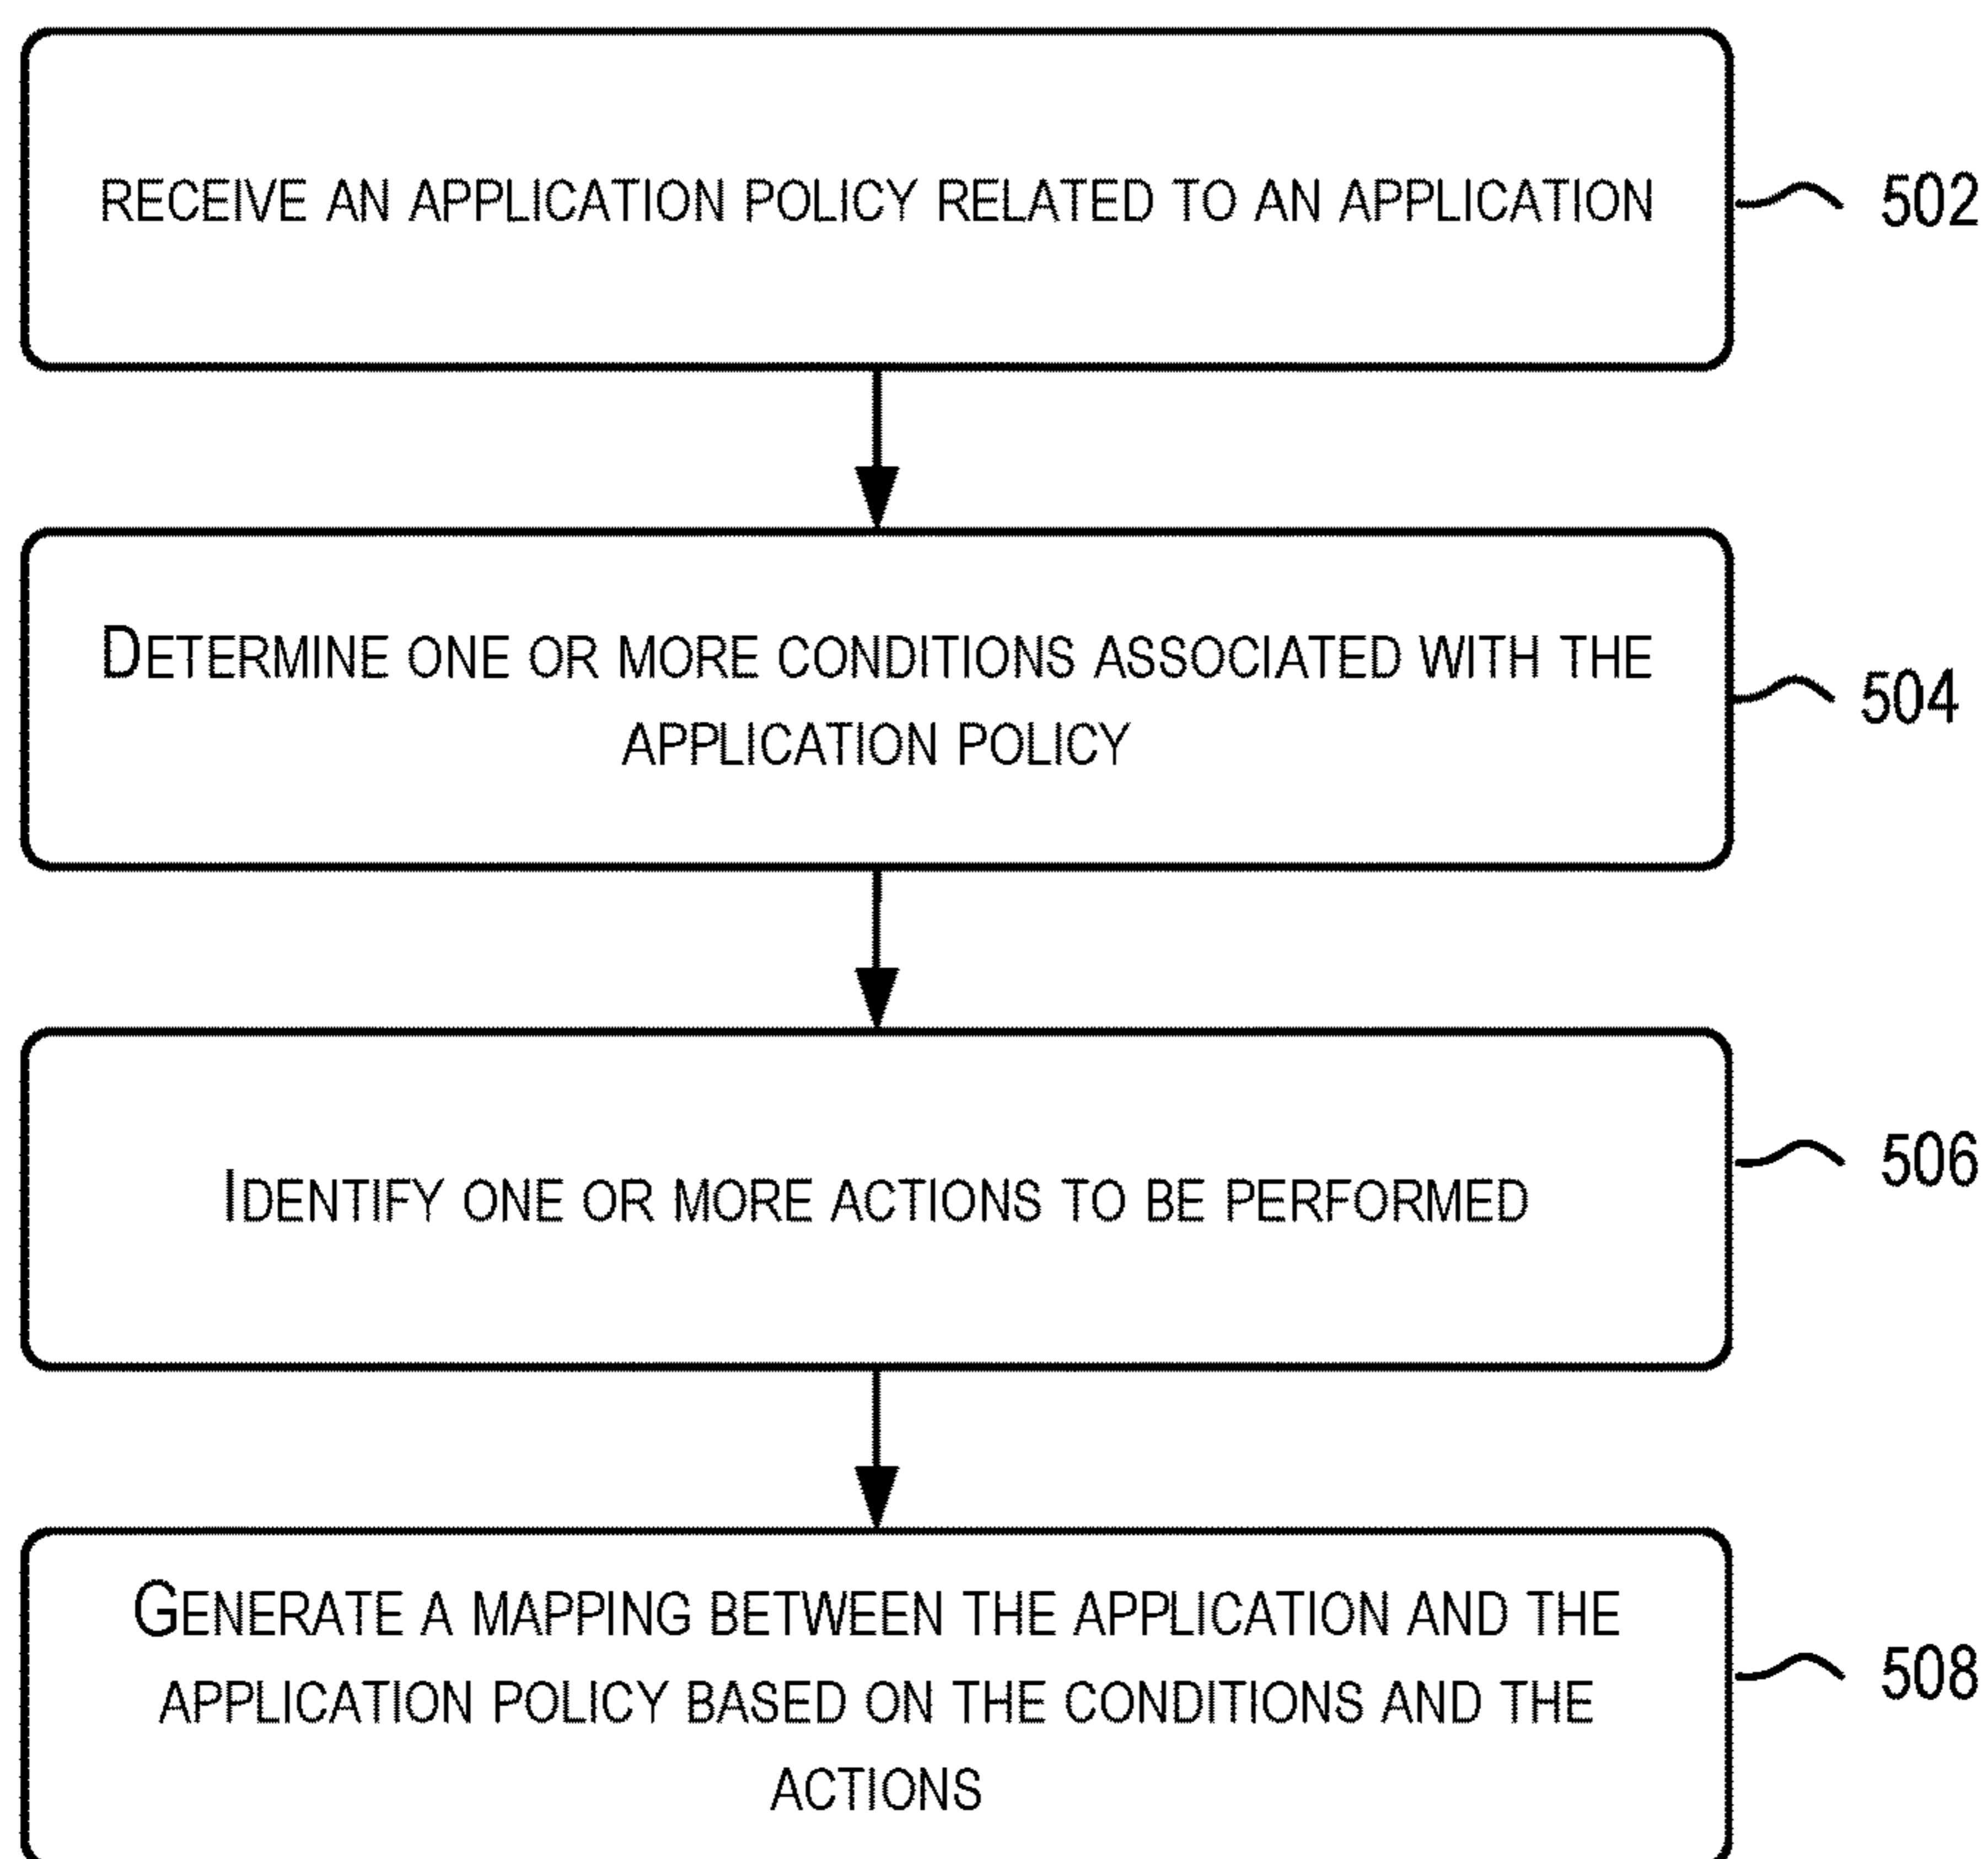 RECEIVE AN APPLICATION POLICY RELATED TO AN APPLICATION
502
DETERMINE ONE OR MORE CONDITIONS ASSOCIATED WITH THE
APPLICATION POLICY
504
IDENTIFY ONE OR MORE ACTIONS TO BE PERFORMED
506
GENERATE A MAPPING BETWEEN THE APPLICATION AND THE
APPLICATION POLICY BASED ON THE CONDITIONS AND THE
ACTIONS
508